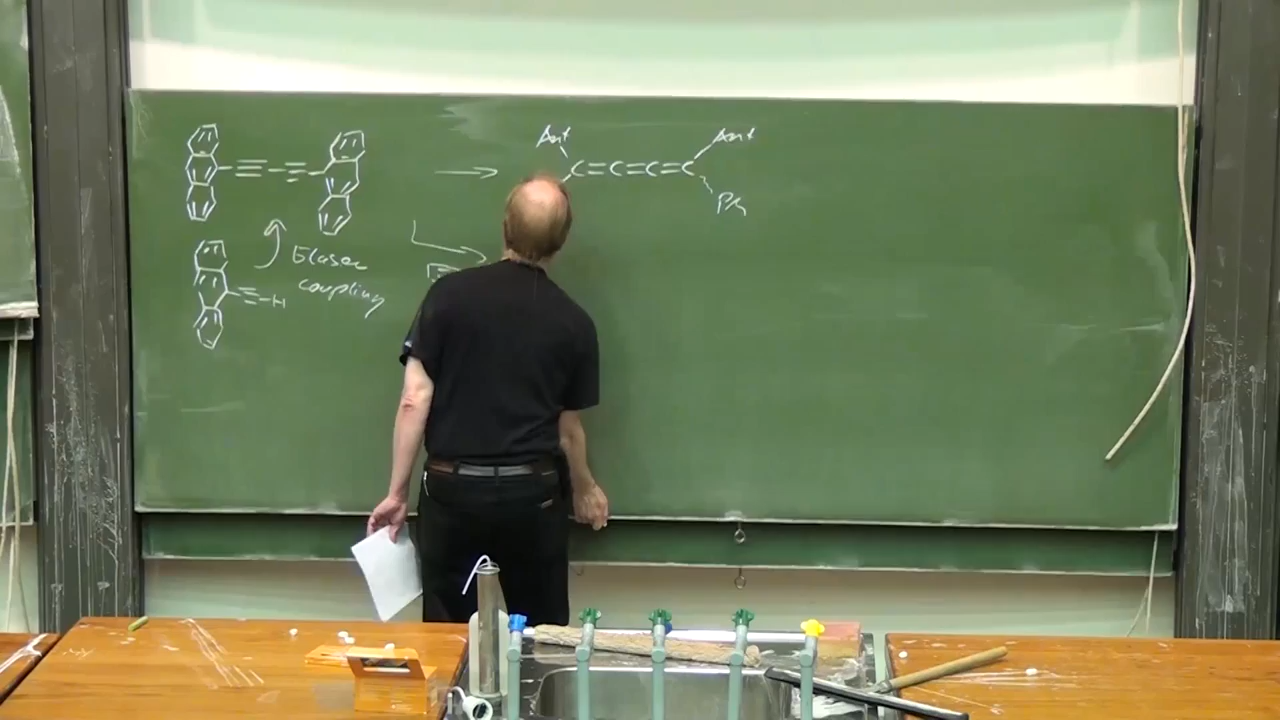 Ant Ant
C=C=C=C
Ph
Glaser
coupling
H